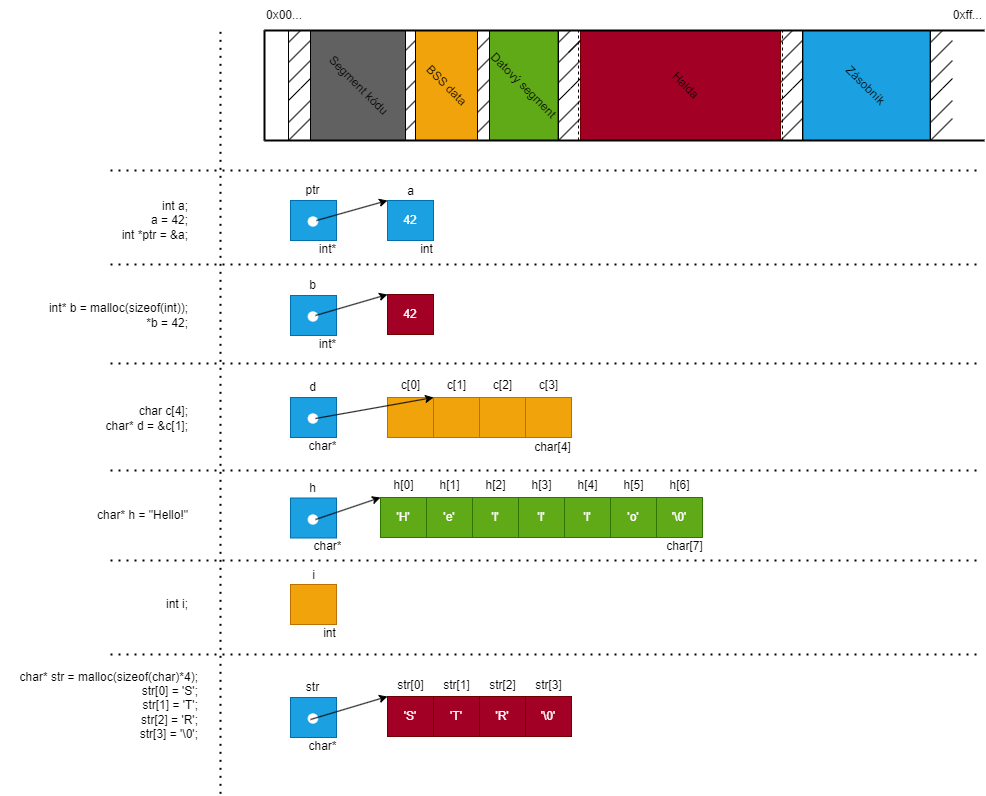 0x00...
0xff...
Segment kódu
BSS data
Datový segment
Halda
Zásobník
int a;
a = 42;
int *ptr = &a;
ptr
a
42
int*
int
int* b = malloc(sizeof(int));
*b = 42;
b
42
int*
char c[4];
char* d = &c[1];
d
c[0]
c[1]
c[2]
c[3]
char*
char[4]
char* h = "Hello!"
h
h[0]
h[1]
h[2]
h[3]
h[4]
h[5]
h[6]
'H'
'e'
'l'
'l'
'l'
'o'
'\0'
char*
char[7]
int i;
i
int
char* str = malloc(sizeof(char)*4);
str[0] = 'S';
str[1] = 'T';
str[2] = 'R';
str[3] = '\0';
str
str[0]
str[1]
str[2]
str[3]
'S'
'T'
'R'
'\0'
char*